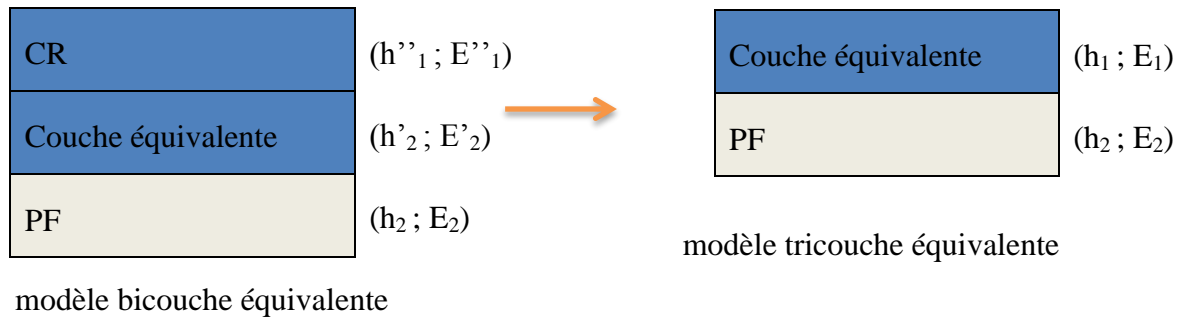 CR (h’’₁ ; E’’₁)
Couche équivalente (h’₂ ; E’₂)
PF (h₂ ; E₂)
modèle bicouche équivalente
Couche équivalente (h₁ ; E₁)
PF (h₂ ; E₂)
modèle tricouche équivalente